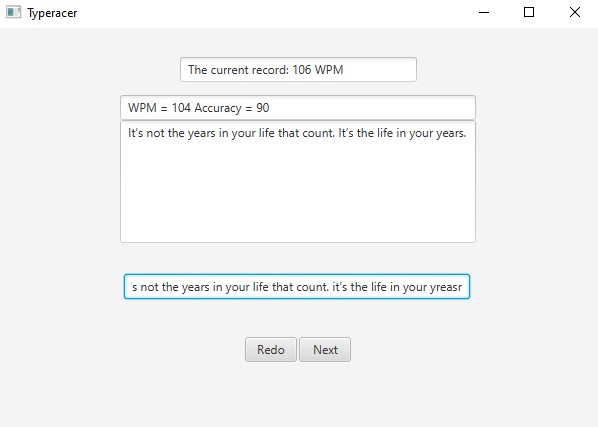 Typeracer
The current record: 106 WPM
WPM = 104 Accuracy = 90
It's not the years in your life that count. It's the life in your years.
's not the years in your life that count. it's the life in your yreasr
Redo Next